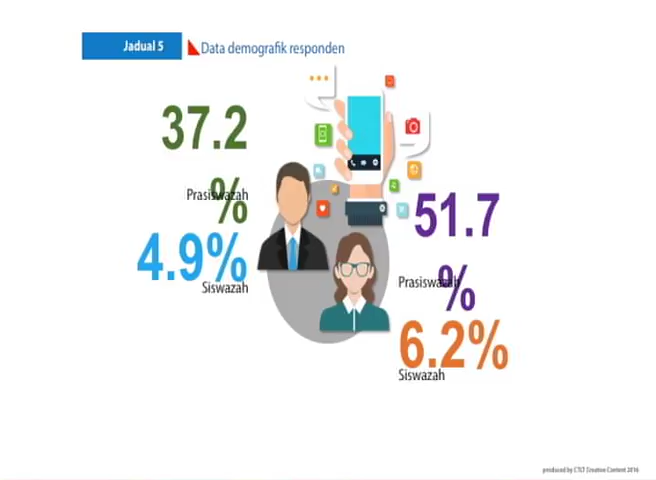 Jadual 5
Data demografik responden
37.2
%
Prasiswazah
4.9%
Siswazah
51.7
%
Prasiswazah
6.2%
Siswazah
produced by CTLT Creative Content 2016